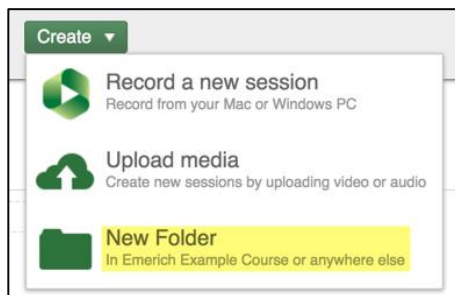 Create
Record a new session
Record from your Mac or Windows PC
Upload media
Create new sessions by uploading video or audio
New Folder
In Emerich Example Course or anywhere else